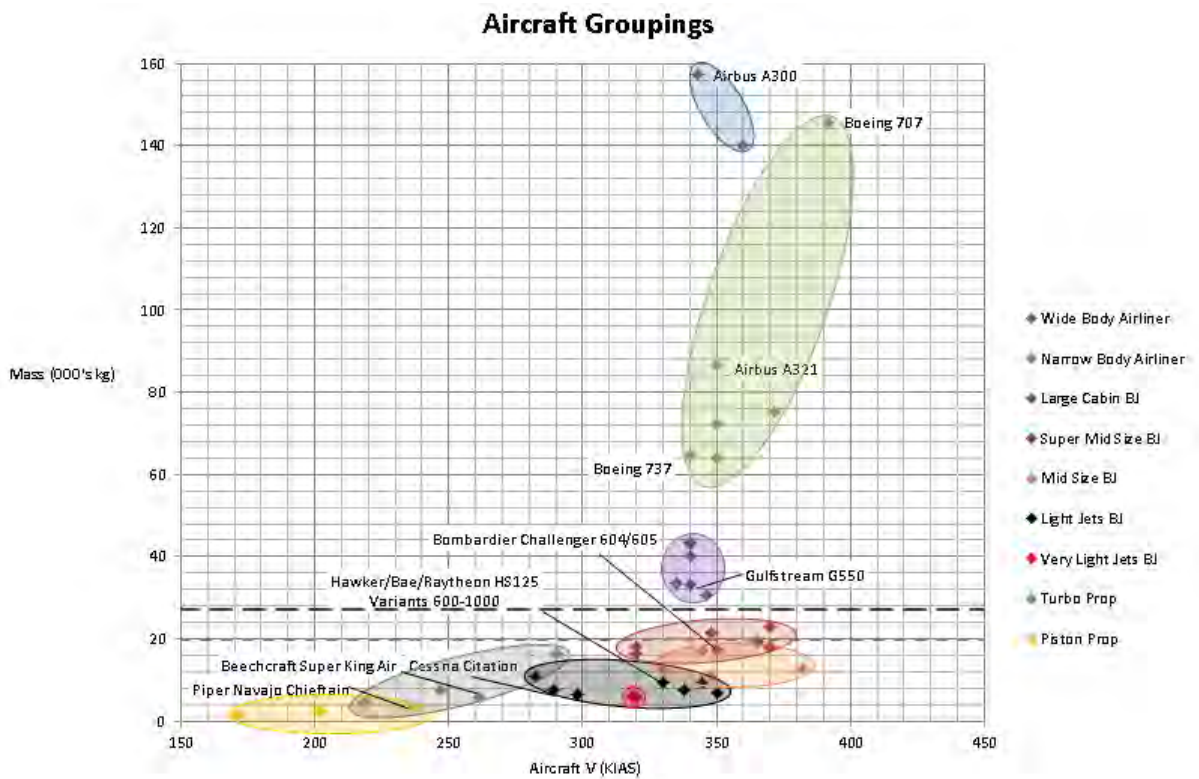 Aircraft Groupings
160
140
120
100
80
60
40
20
0
Mass (000's kg)
150
200
250
300
350
400
450
Aircraft V (KIAS)
Airbus A300
Boeing 707
Airbus A321
Boeing 737
Bombardier Challenger 604/605
Gulfstream G550
Hawker/Bae/Raytheon HS125
Variants 600-1000
Beechcraft Super King Air
Cessna Citation
Piper Navajo Chieftain
Wide Body Airliner
Narrow Body Airliner
Large Cabin BJ
Super Mid Size BJ
Mid Size BJ
Light Jets BJ
Very Light Jets BJ
Turbo Prop
Piston Prop